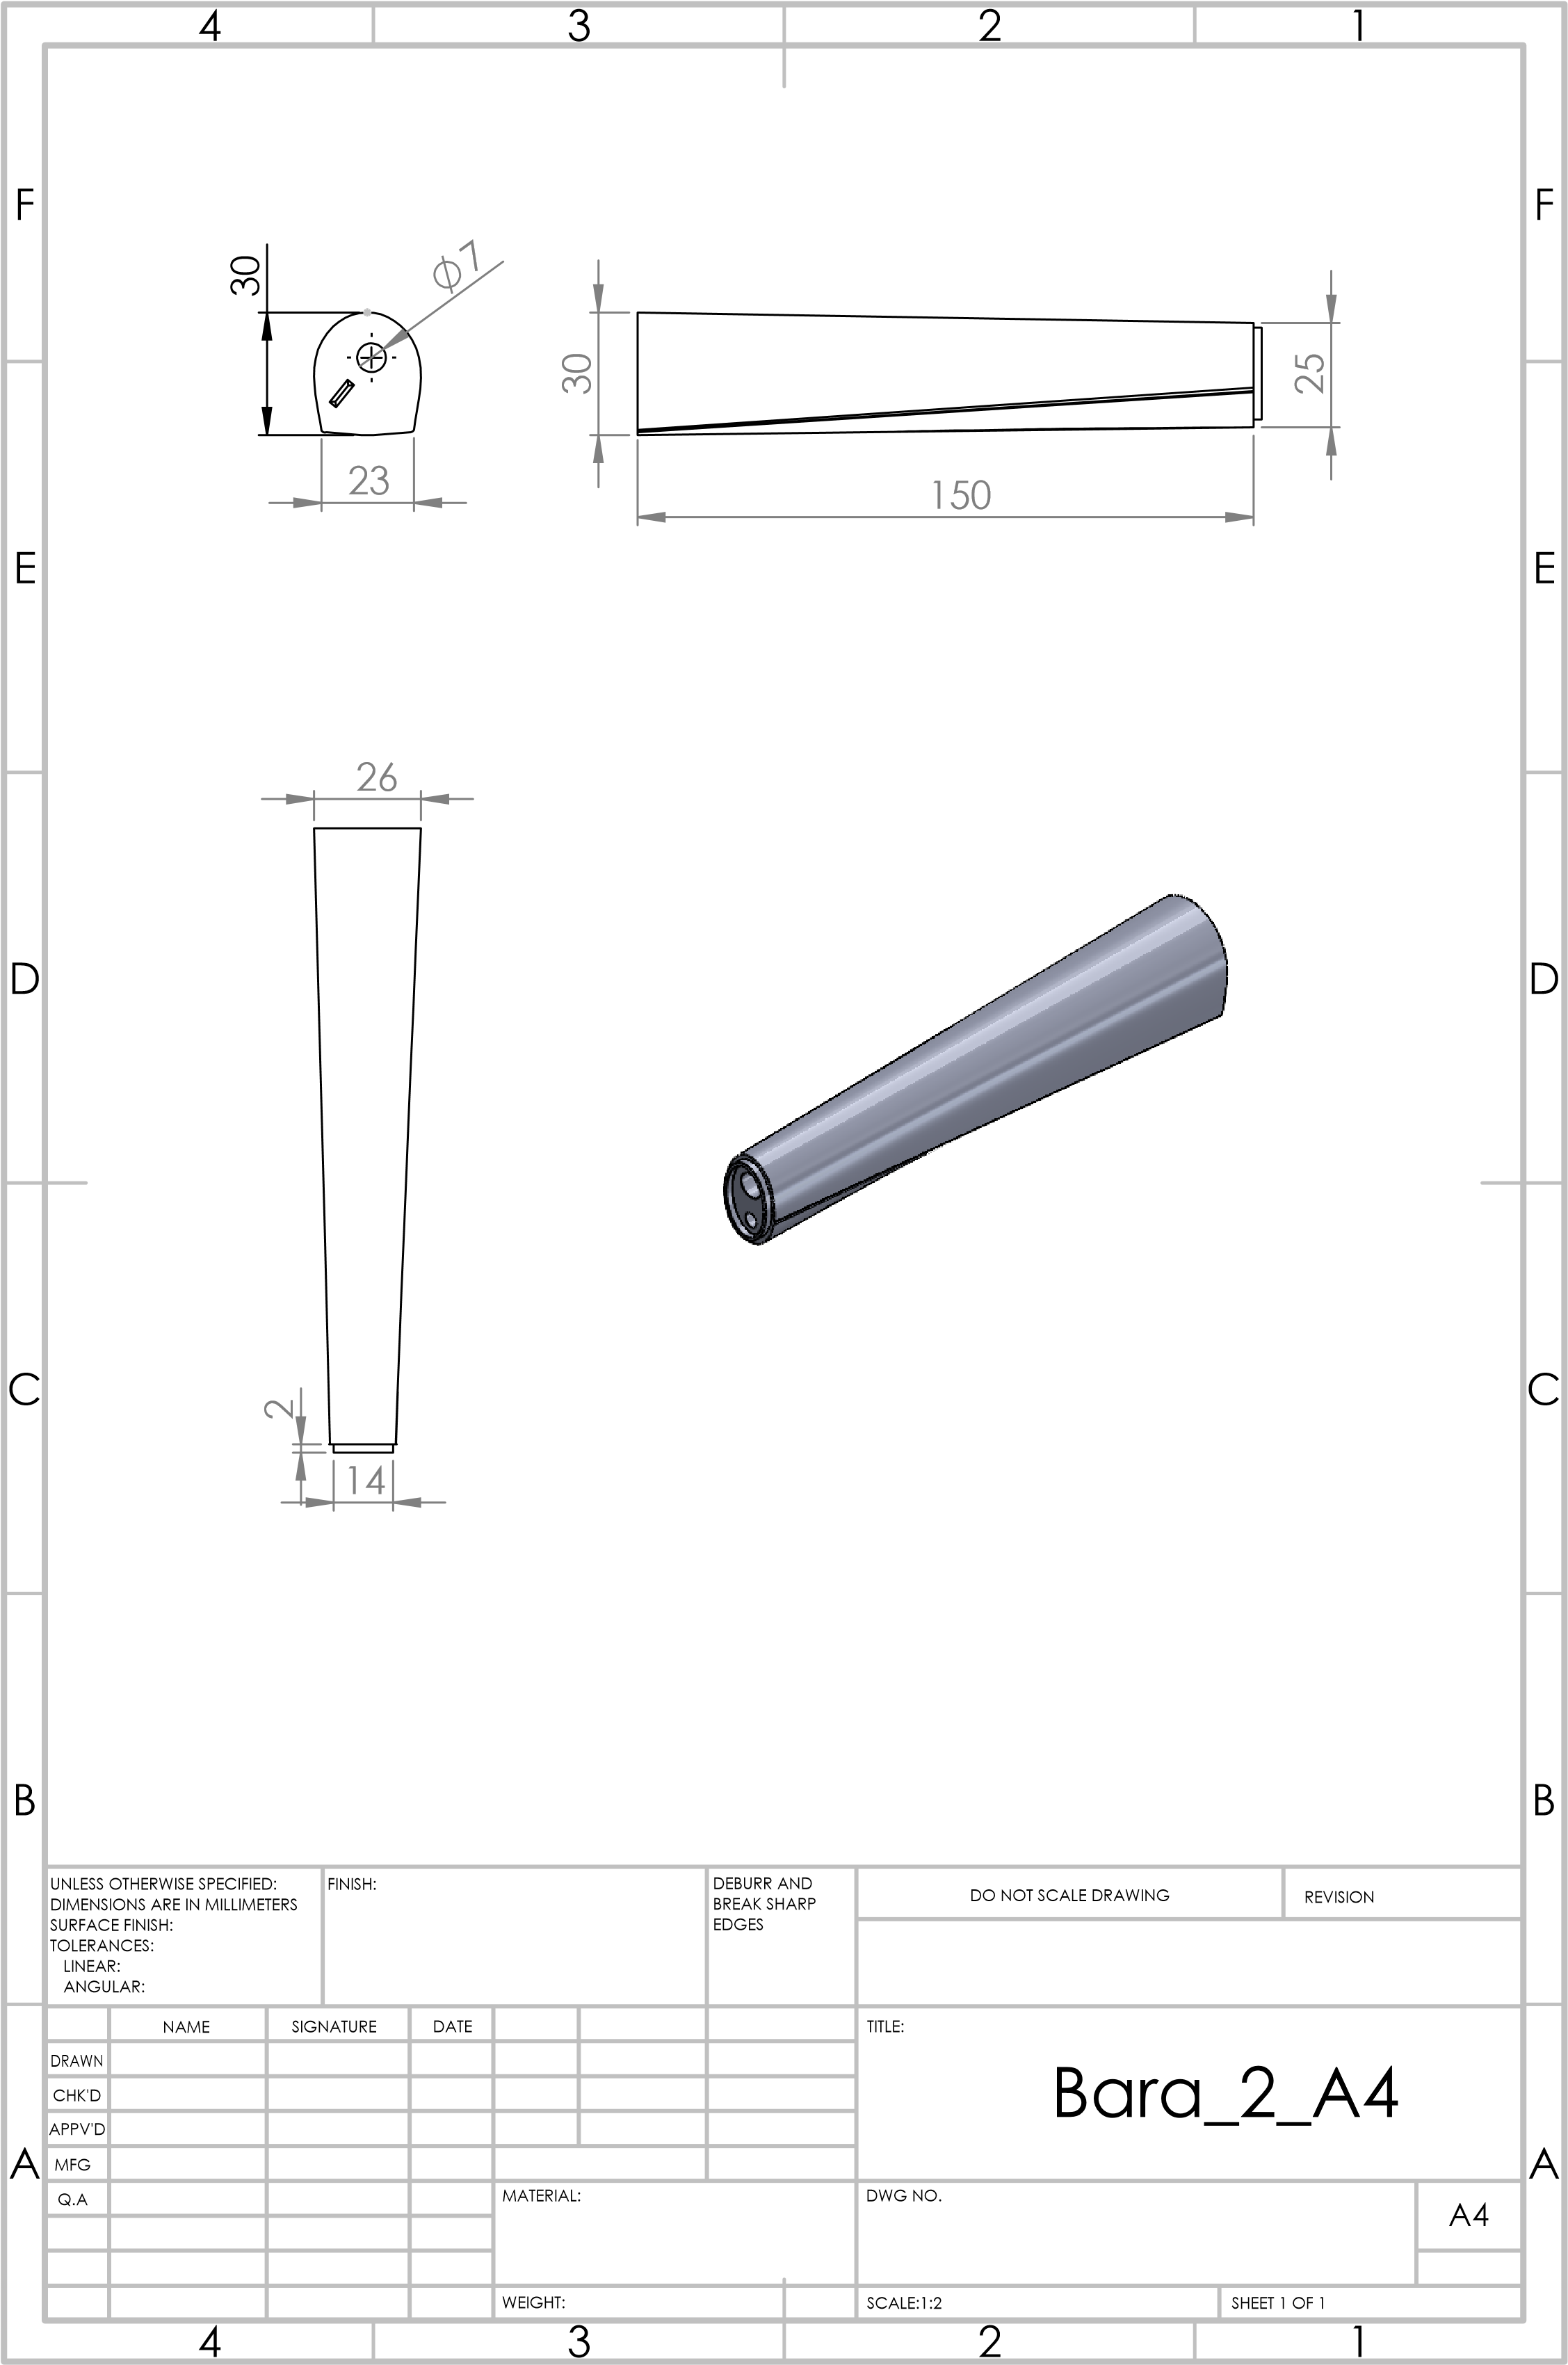 4 3 2 1
F F
30 Φ7
30 25
23 150
E E
26
D D
2
C C
14
B B
UNLESS OTHERWISE SPECIFIED:
DIMENSIONS ARE IN MILLIMETERS
SURFACE FINISH:
TOLERANCES:
LINEAR:
ANGULAR:
FINISH:
DEBURR AND
BREAK SHARP
EDGES
DO NOT SCALE DRAWING
REVISION
NAME SIGNATURE DATE
DRAWN
CHK'D
APPV'D
MFG
Q.A
TITLE:
Bara_2_A4
A A
MATERIAL:
DWG NO.
A4
WEIGHT:
SCALE:1:2
SHEET 1 OF 1
4 3 2 1